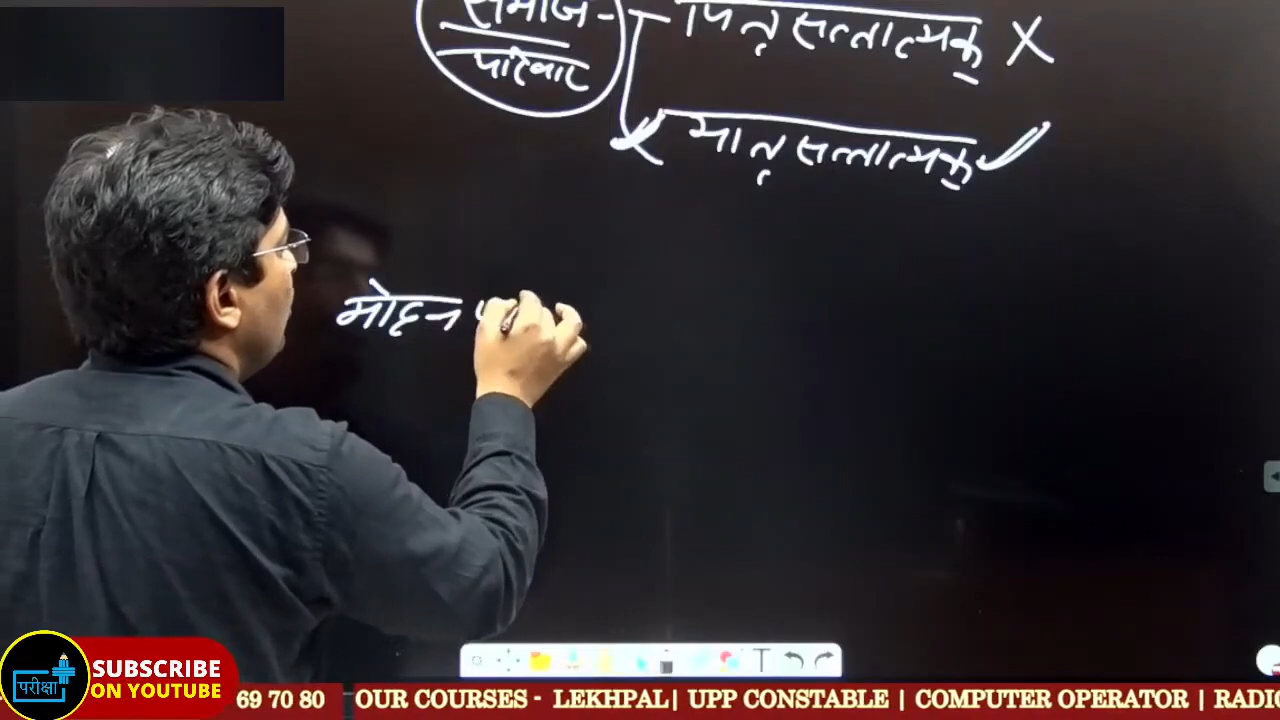 समाज - पितृसत्तात्मक X
परिवार
मातृसत्तात्मक ✓
मोहन
परीक्षा
SUBSCRIBE
ON YOUTUBE
69 70 80 OUR COURSES - LEKHPAL| UPP CONSTABLE | COMPUTER OPERATOR | RADIO